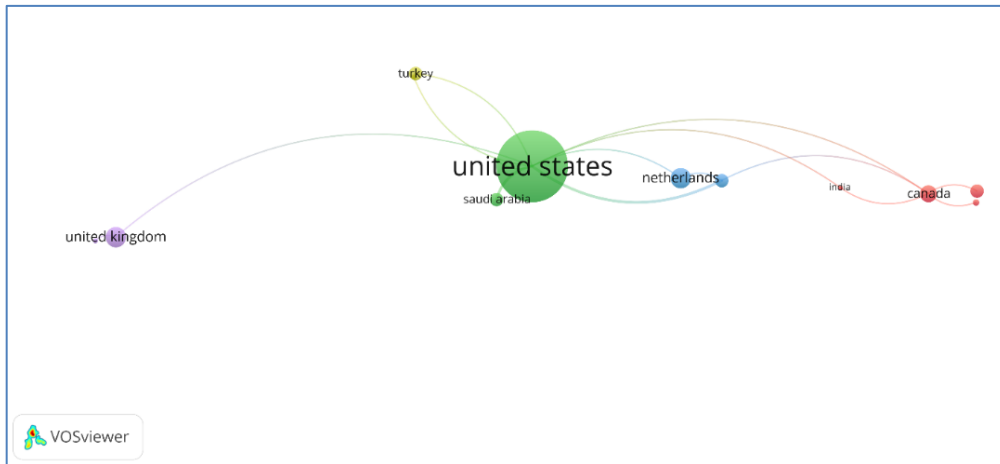 turkey
united states
netherlands
india
canada
saudi arabia
united kingdom
VOSviewer